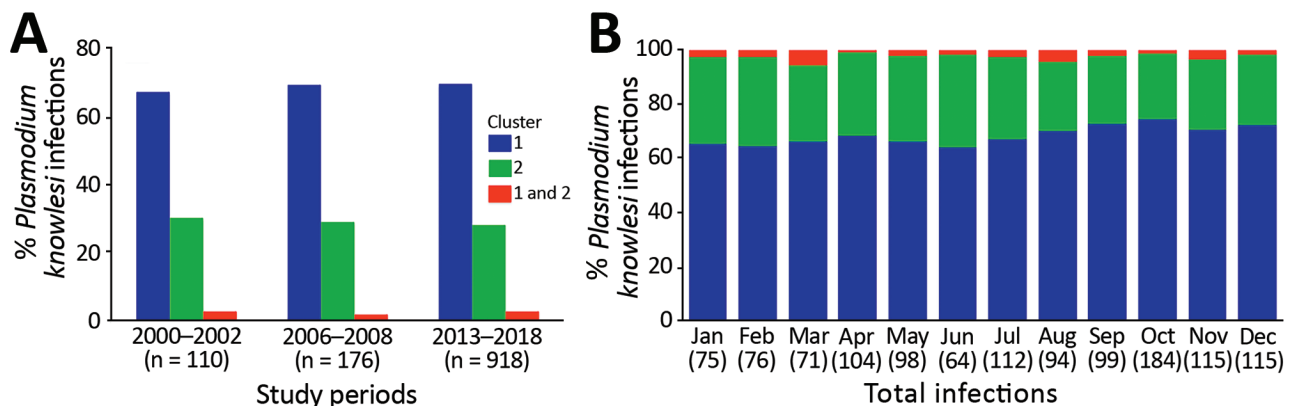 A
80
60
40
20
0
% Plasmodium
knowlesi infections
Cluster
1
2
1 and 2
2000–2002
(n = 110)
2006–2008
(n = 176)
2013–2018
(n = 918)
Study periods
B
100
80
60
40
20
0
% Plasmodium
knowlesi infections
Jan Feb Mar Apr May Jun Jul Aug Sep Oct Nov Dec
(75) (76) (71) (104) (98) (64) (112) (94) (99) (184) (115) (115)
Total infections